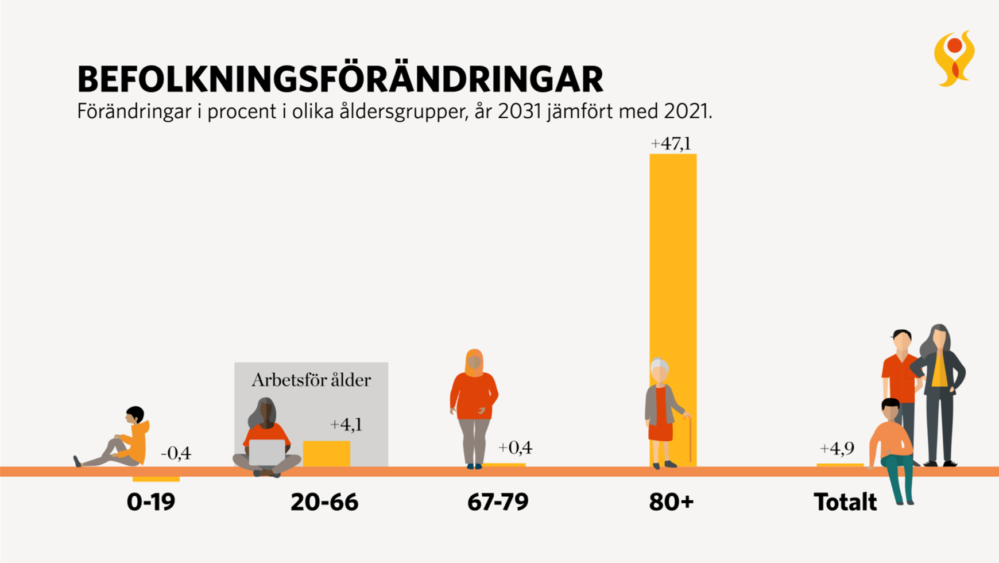 BEFOLKNINGSFÖRÄNDRINGAR
Förändringar i procent i olika åldersgrupper, år 2031 jämfört med 2021.
+47,1
Arbetsför ålder
+4,1
-0,4
+0,4
+4,9
0-19
20-66
67-79
80+
Totalt